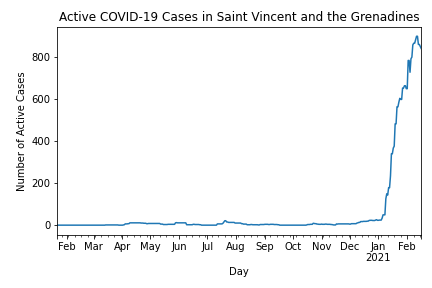 Active COVID-19 Cases in Saint Vincent and the Grenadines
Number of Active Cases
800
600
400
200
0
Feb Mar Apr May Jun Jul Aug Sep Oct Nov Dec Jan Feb
2021
Day